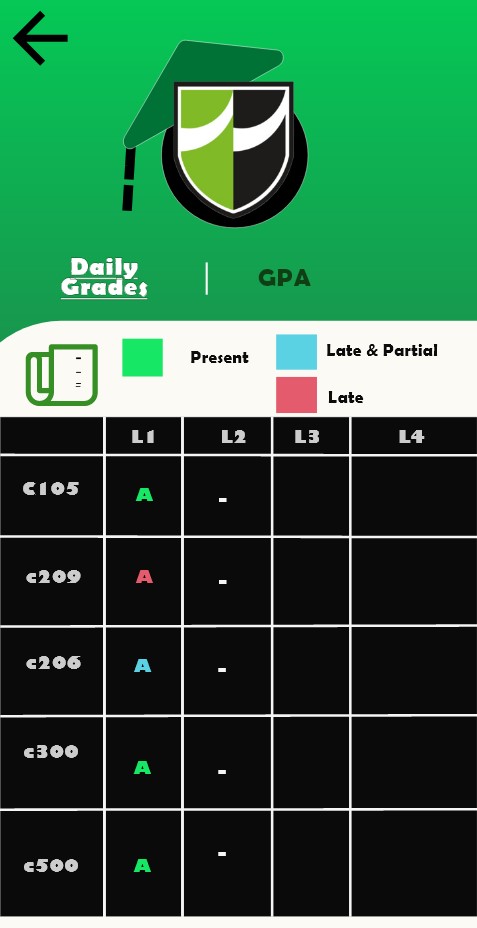 Daily
Grades
GPA
Present
Late & Partial
Late
L1 L2 L3 L4
C105 A -
c209 A -
c206 A -
c300 A -
c500 A -